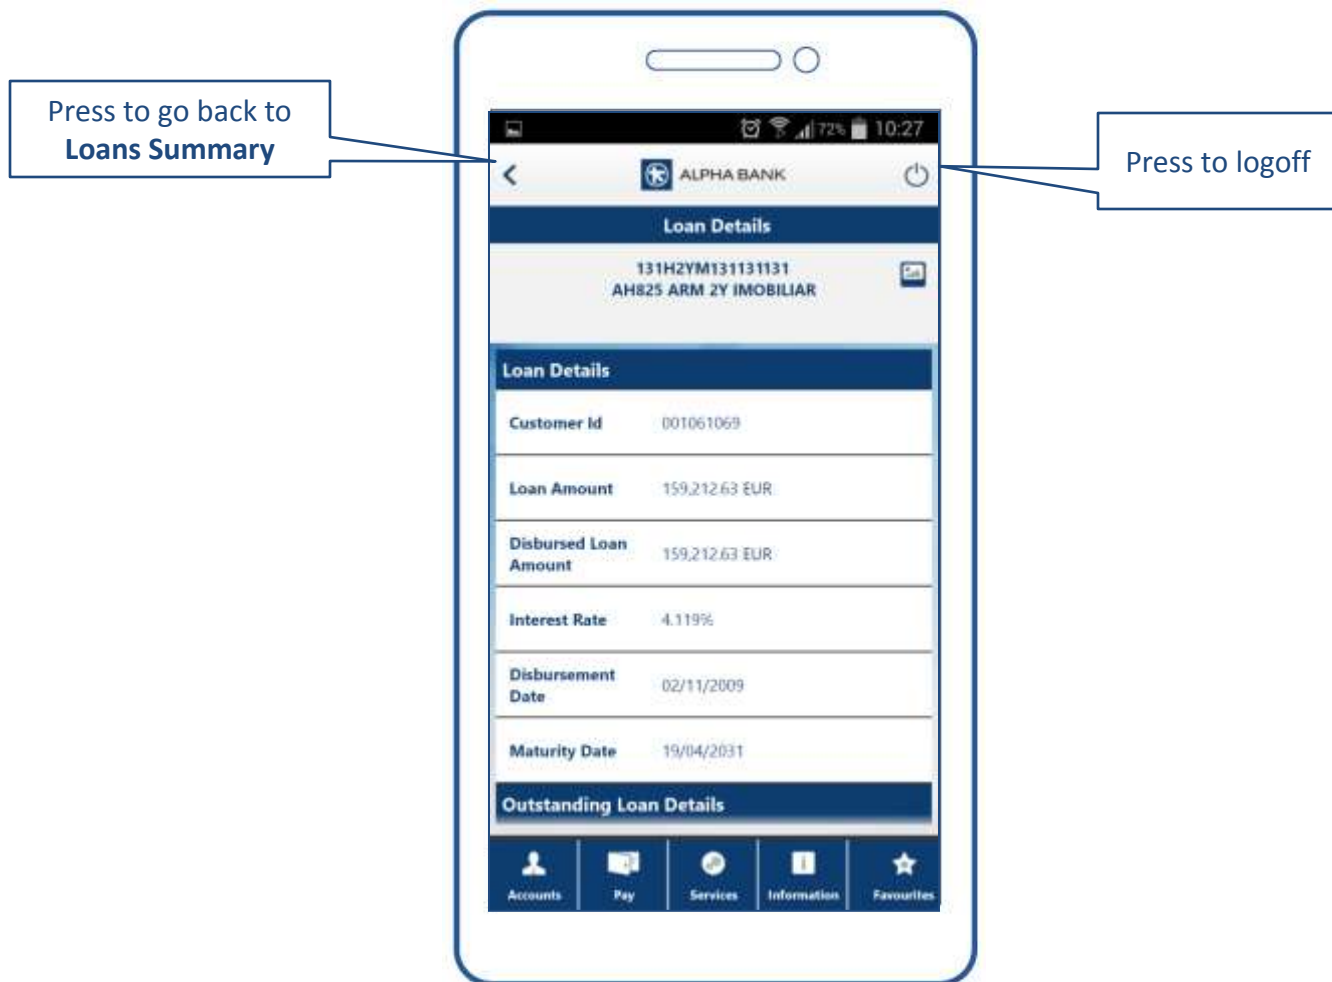 Press to go back to
Loans Summary
Press to logoff
72% 10:27
ALPHA BANK
Loan Details
131H2YM131131131
AH825 ARM 2Y IMOBILIAR
Loan Details
Customer Id 001061069
Loan Amount 159,212.63 EUR
Disbursed Loan
Amount
159,212.63 EUR
Interest Rate 4.119%
Disbursement
Date
02/11/2009
Maturity Date 19/04/2031
Outstanding Loan Details
Accounts Pay Services Information Favourites